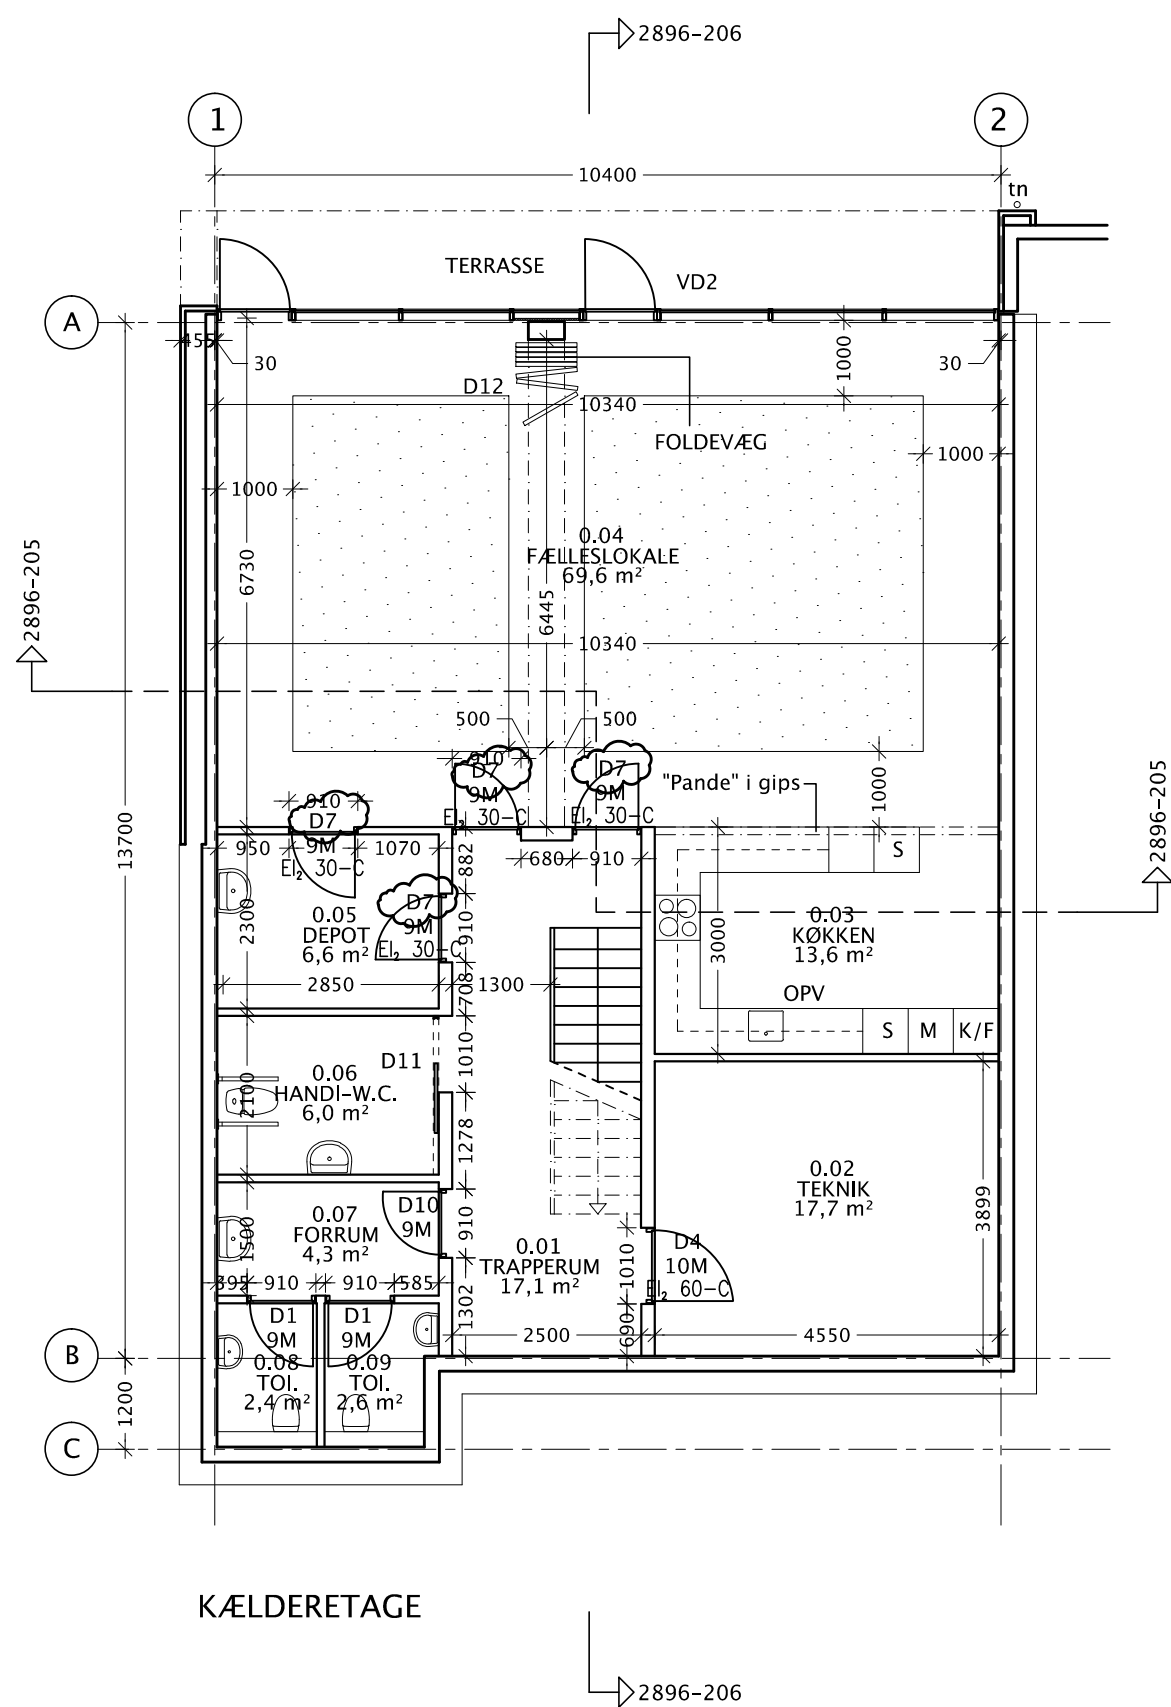 2896-206
1
2
10400
tn
TERRASSE
VD2
A
455
30
1000
30
D12
10340
FOLDEVÆG
1000
1000
0.04
FÆLLESLOKALE
69,6 m²
2896-205
6730
6445
10340
500
500
910
D7
9M
EI₂ 30-C
D7
9M
EI₂ 30-C
"Pande" i gips
1000
2896-205
13700
910
D7
9M
EI₂ 30-C
950
1070
882
680
910
S
D7
9M
EI₂ 30-C
910
0.05
DEPOT
6,6 m²
2300
0.03
KØKKEN
13,6 m²
3000
2850
708
1300
OPV
S
M
K/F
1010
D11
0.06
HANDI-W.C.
6,0 m²
2100
1278
0.02
TEKNIK
17,7 m²
3899
D10
9M
910
0.07
FORRUM
4,3 m²
1500
0.01
TRAPPERUM
17,1 m²
D4
10M
EI₂ 60-C
1010
395
910
910
585
1302
690
D1
9M
D1
9M
2500
4550
B
0.08
TOI.
2,4 m²
0.09
TOI.
2,6 m²
1200
C
KÆLDERETAGE
2896-206